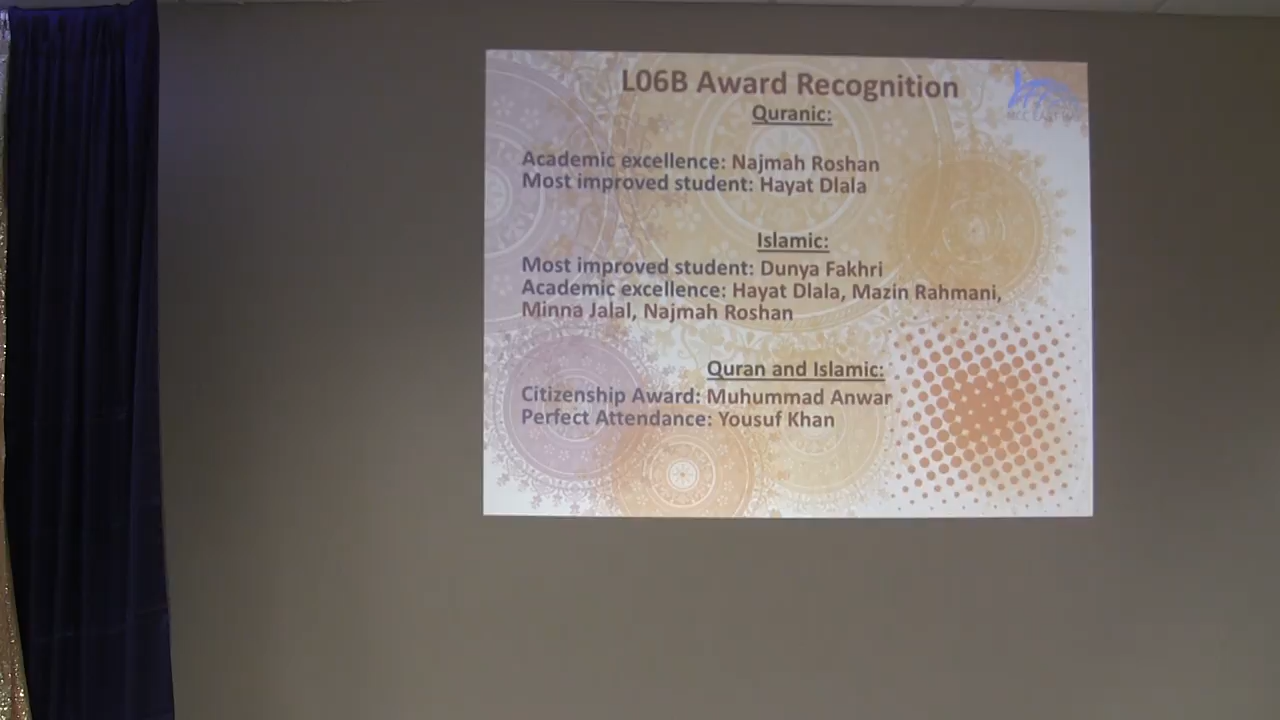 L06B Award Recognition
Quranic:
Academic excellence: Najmah Roshan
Most improved student: Hayat Dlala
Islamic:
Most improved student: Dunya Fakhri
Academic excellence: Hayat Dlala, Mazin Rahmani,
Minna Jalal, Najmah Roshan
Quran and Islamic:
Citizenship Award: Muhummad Anwar
Perfect Attendance: Yousuf Khan
MCC EAST